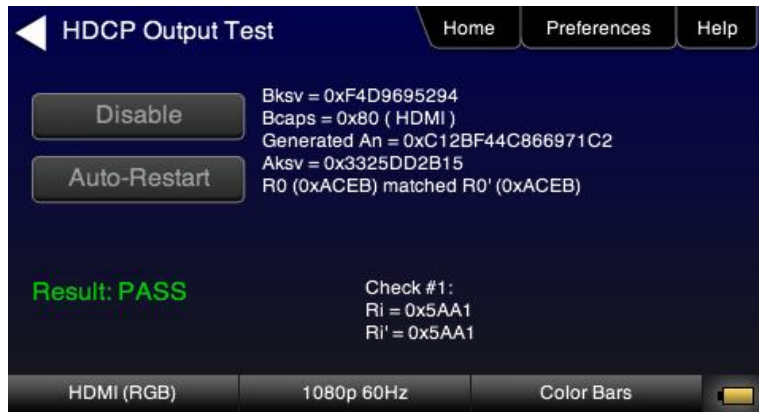 HDCP Output Test
Home
Preferences
Help
Disable
Auto-Restart
Bksv = 0xF4D9695294
Bcaps = 0x80 ( HDMI )
Generated An = 0xC12BF44C866971C2
Aksv = 0x3325DD2B15
R0 (0xACEB) matched R0' (0xACEB)
Result: PASS
Check #1:
Ri = 0x5AA1
Ri' = 0x5AA1
HDMI (RGB)
1080p 60Hz
Color Bars